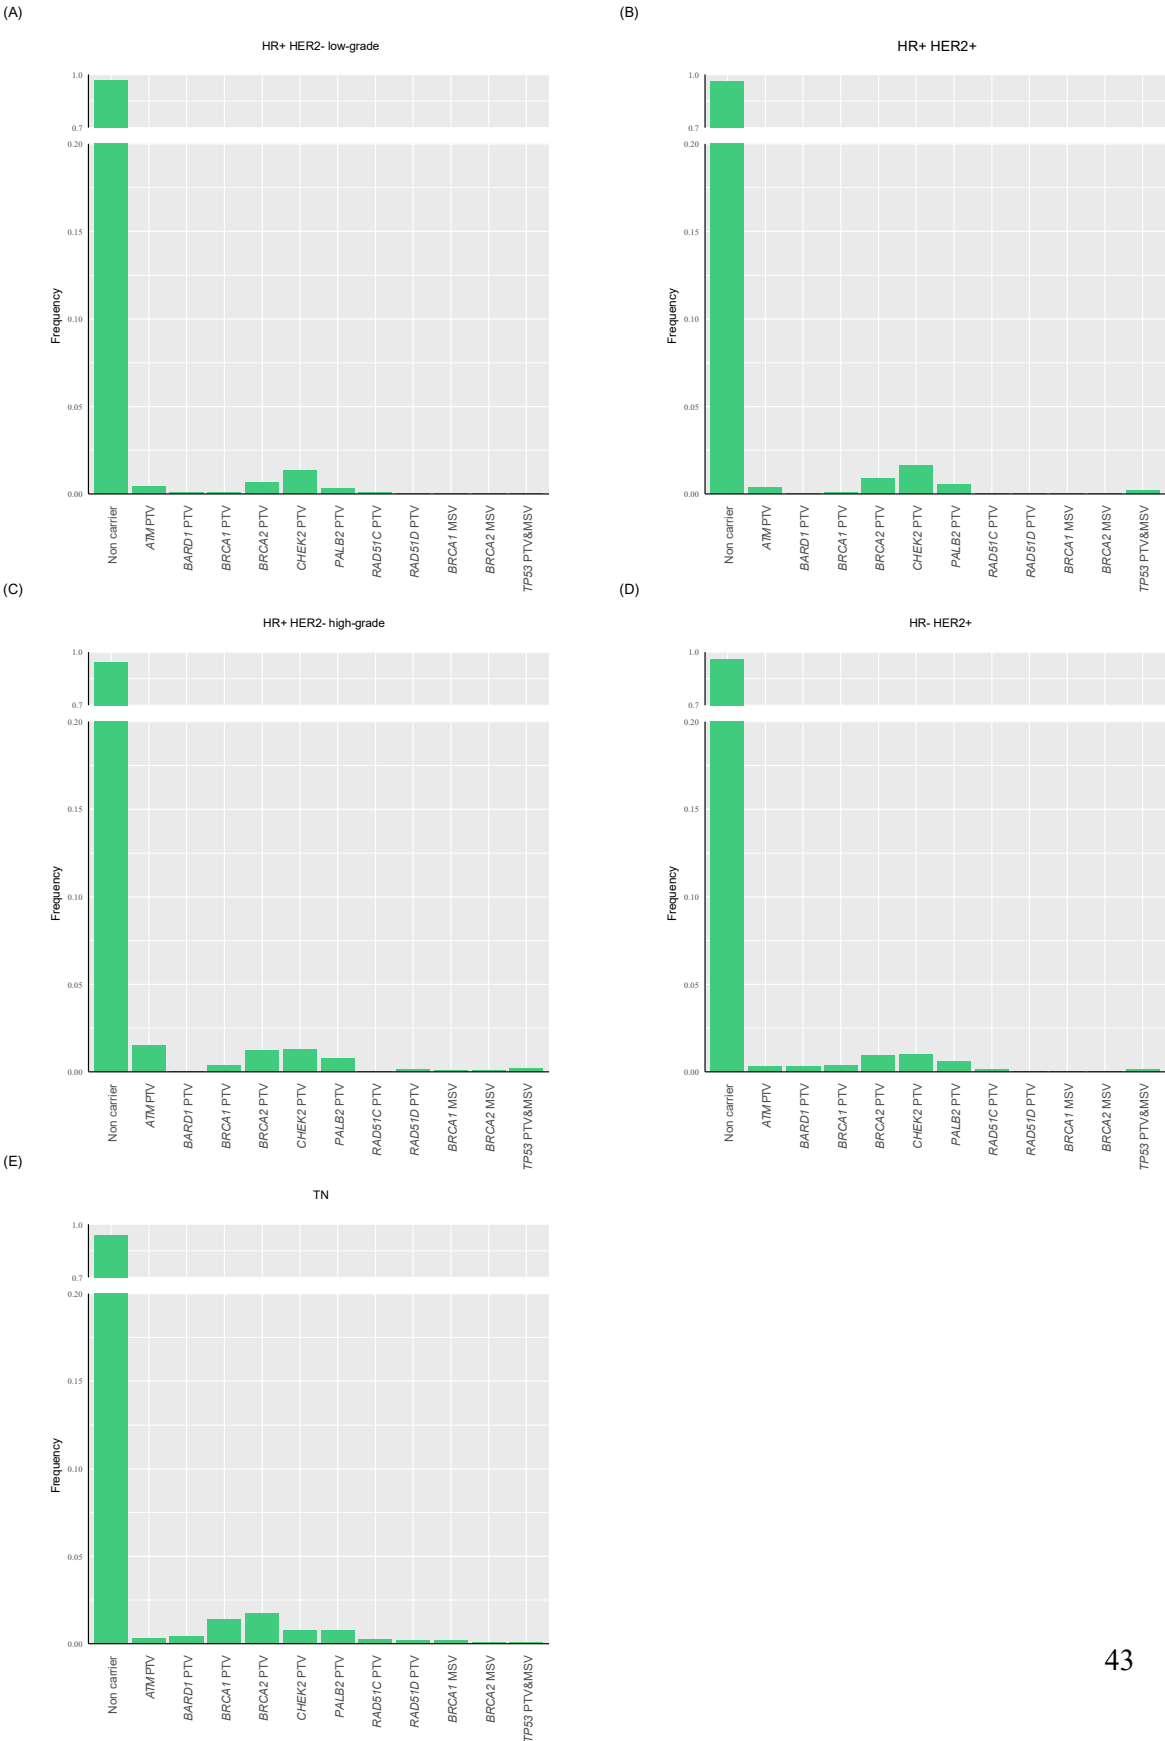 (A)
HR+ HER2- low-grade
1.0
0.7
0.20
0.15
0.10
0.05
0.00
Frequency
Non carrier
ATM PTV
BARD1 PTV
BRCA1 PTV
BRCA2 PTV
CHEK2 PTV
PALB2 PTV
RAD51C PTV
RAD51D PTV
BRCA1 MSV
BRCA2 MSV
TP53 PTV&MSV
(B)
HR+ HER2+
1.0
0.7
0.20
0.15
0.10
0.05
0.00
Frequency
Non carrier
ATM PTV
BARD1 PTV
BRCA1 PTV
BRCA2 PTV
CHEK2 PTV
PALB2 PTV
RAD51C PTV
RAD51D PTV
BRCA1 MSV
BRCA2 MSV
TP53 PTV&MSV
(C)
HR+ HER2- high-grade
1.0
0.7
0.20
0.15
0.10
0.05
0.00
Frequency
Non carrier
ATM PTV
BARD1 PTV
BRCA1 PTV
BRCA2 PTV
CHEK2 PTV
PALB2 PTV
RAD51C PTV
RAD51D PTV
BRCA1 MSV
BRCA2 MSV
TP53 PTV&MSV
(D)
HR- HER2+
1.0
0.7
0.20
0.15
0.10
0.05
0.00
Frequency
Non carrier
ATM PTV
BARD1 PTV
BRCA1 PTV
BRCA2 PTV
CHEK2 PTV
PALB2 PTV
RAD51C PTV
RAD51D PTV
BRCA1 MSV
BRCA2 MSV
TP53 PTV&MSV
(E)
TN
1.0
0.7
0.20
0.15
0.10
0.05
0.00
Frequency
Non carrier
ATM PTV
BARD1 PTV
BRCA1 PTV
BRCA2 PTV
CHEK2 PTV
PALB2 PTV
RAD51C PTV
RAD51D PTV
BRCA1 MSV
BRCA2 MSV
TP53 PTV&MSV
43